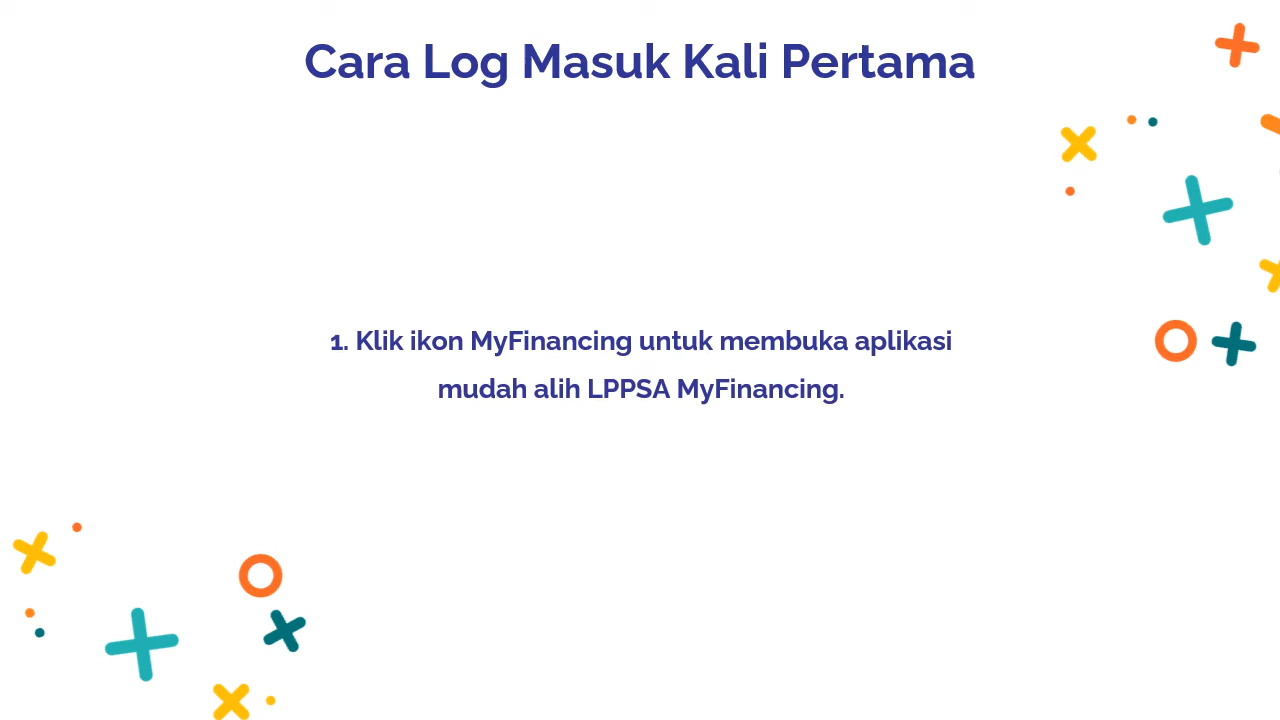 Cara Log Masuk Kali Pertama
1. Klik ikon MyFinancing untuk membuka aplikasi
mudah alih LPPSA MyFinancing.